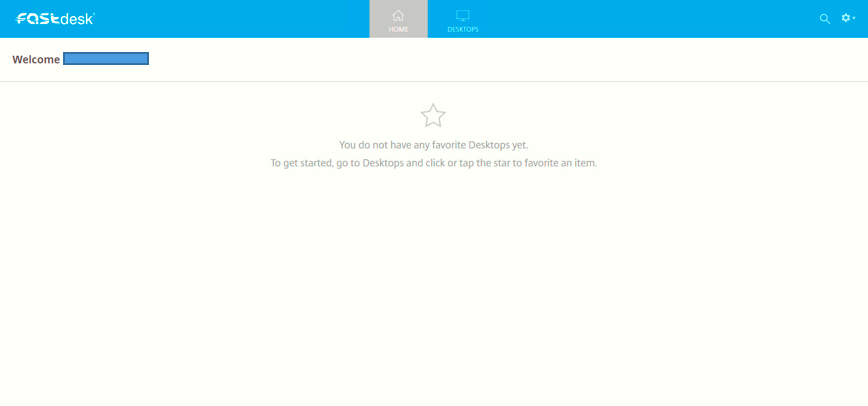 fastdesk
HOME
DESKTOPS
Welcome
You do not have any favorite Desktops yet.
To get started, go to Desktops and click or tap the star to favorite an item.